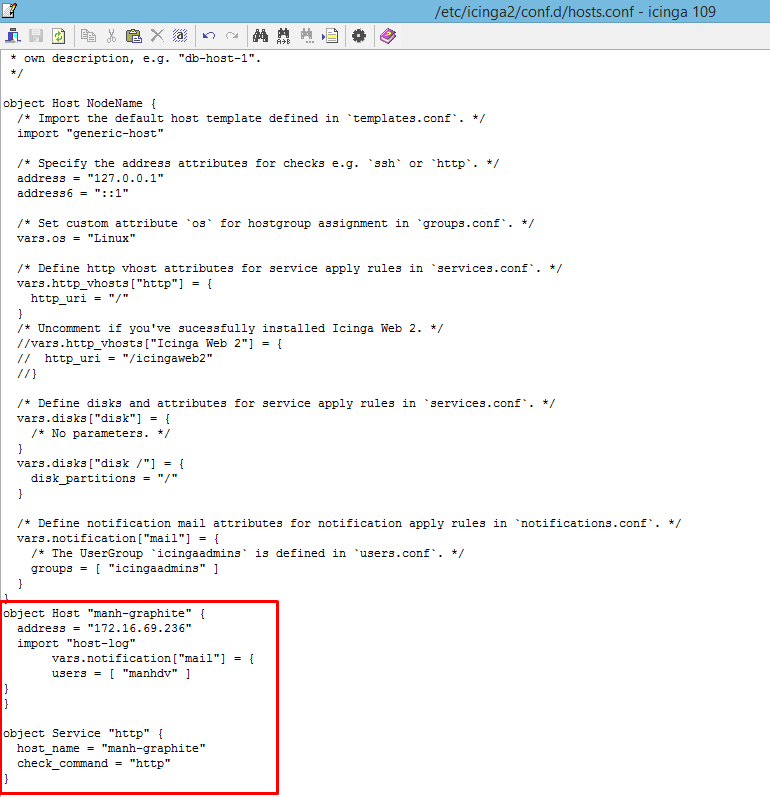 /etc/icinga2/conf.d/hosts.conf - icinga 109
 * own description, e.g. "db-host-1".
 */

object Host NodeName {
  /* Import the default host template defined in `templates.conf`. */
  import "generic-host"

  /* Specify the address attributes for checks e.g. `ssh` or `http`. */
  address = "127.0.0.1"
  address6 = "::1"

  /* Set custom attribute `os` for hostgroup assignment in `groups.conf`. */
  vars.os = "Linux"

  /* Define http vhost attributes for service apply rules in `services.conf`. */
  vars.http_vhosts["http"] = {
    http_uri = "/"
  }
  /* Uncomment if you've sucessfully installed Icinga Web 2. */
  //vars.http_vhosts["Icinga Web 2"] = {
  //  http_uri = "/icingaweb2"
  //}

  /* Define disks and attributes for service apply rules in `services.conf`. */
  vars.disks["disk"] = {
    /* No parameters. */
  }
  vars.disks["disk /"] = {
    disk_partitions = "/"
  }

  /* Define notification mail attributes for notification apply rules in `notifications.conf`. */
  vars.notification["mail"] = {
    /* The UserGroup `icingaadmins` is defined in `users.conf`. */
    groups = [ "icingaadmins" ]
  }
}
object Host "manh-graphite" {
  address = "172.16.69.236"
  import "host-log"
       vars.notification["mail"] = {
       users = [ "manhdv" ]
}
}

object Service "http" {
  host_name = "manh-graphite"
  check_command = "http"
}